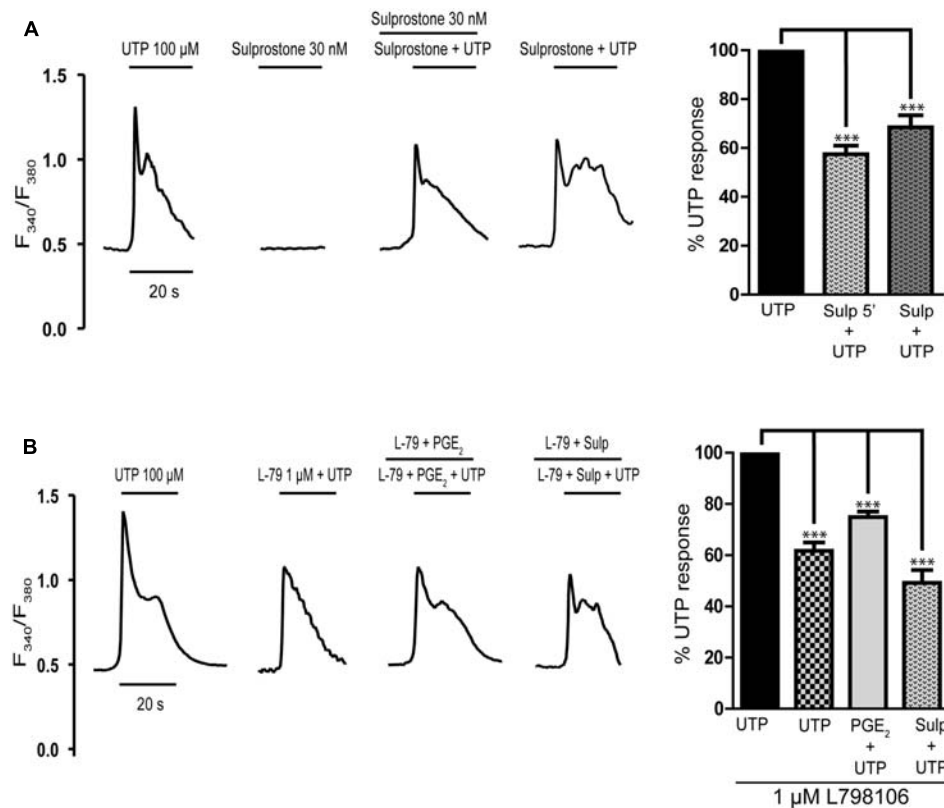 A
Sulprostone 30 nM
UTP 100 µM
Sulprostone 30 nM
Sulprostone + UTP
Sulprostone + UTP
1.5
1.0
0.5
0.0
F340/F380
20 s
100
80
60
40
20
0
% UTP response
***
***
UTP
Sulp 5'
+
UTP
Sulp
+
UTP
B
L-79 + PGE2
L-79 + Sulp
UTP 100 µM
L-79 1 µM + UTP
L-79 + PGE2 + UTP
L-79 + Sulp + UTP
1.5
1.0
0.5
0.0
F340/F380
20 s
100
80
60
40
20
0
% UTP response
***
***
***
UTP
UTP
PGE2
+
UTP
Sulp
+
UTP
1 µM L798106